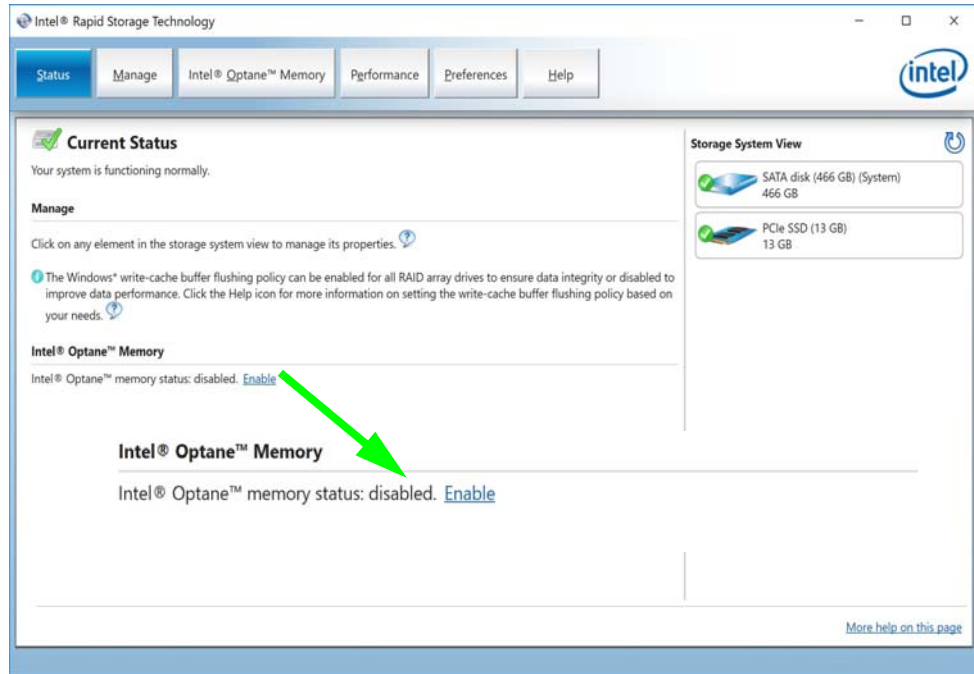 Intel® Rapid Storage Technology
Status
Manage
Intel® Optane™ Memory
Performance
Preferences
Help
intel
Current Status
Your system is functioning normally.
Manage
Click on any element in the storage system view to manage its properties.
The Windows* write-cache buffer flushing policy can be enabled for all RAID array drives to ensure data integrity or disabled to
improve data performance. Click the Help icon for more information on setting the write-cache buffer flushing policy based on
your needs.
Intel® Optane™ Memory
Intel® Optane™ memory status: disabled. Enable
Intel® Optane™ Memory
Intel® Optane™ memory status: disabled. Enable
Storage System View
SATA disk (466 GB) (System)
466 GB
PCIe SSD (13 GB)
13 GB
More help on this page